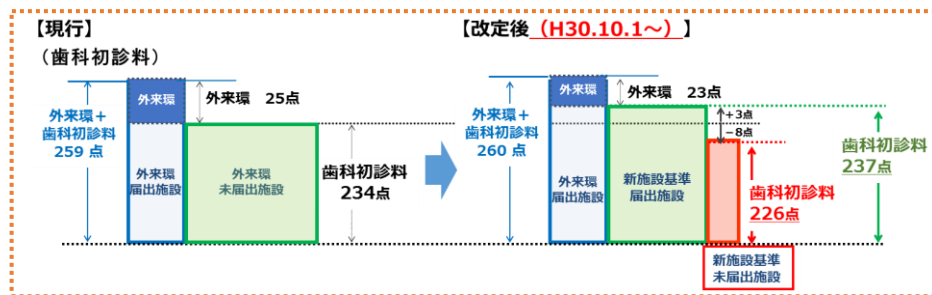 【現行】
(歯科初診料)
外来環
外来環 25点
外来環+
歯科初診料
259 点
外来環
届出施設
外来環
未届出施設
歯科初診料
234点
【改定後(H30.10.1～)】
外来環
外来環 23点
+3点
−8点
外来環+
歯科初診料
260 点
外来環
届出施設
新施設基準
届出施設
歯科初診料
226点
歯科初診料
237点
新施設基準
未届出施設